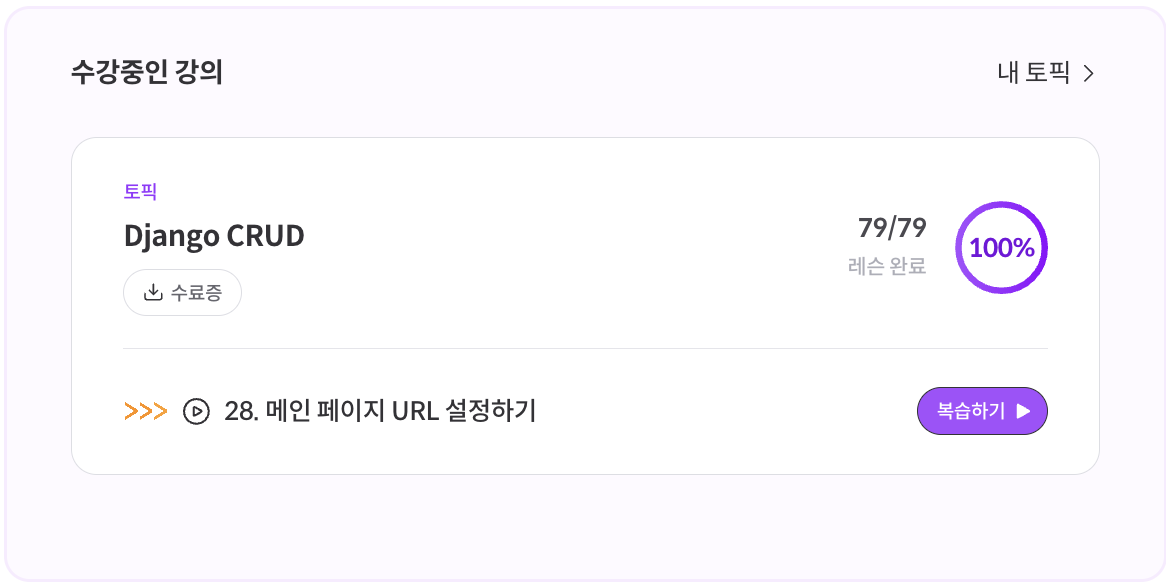 수강중인 강의
내 토픽
토픽
Django CRUD
수료증
79/79
레슨 완료
100%
28. 메인 페이지 URL 설정하기
복습하기